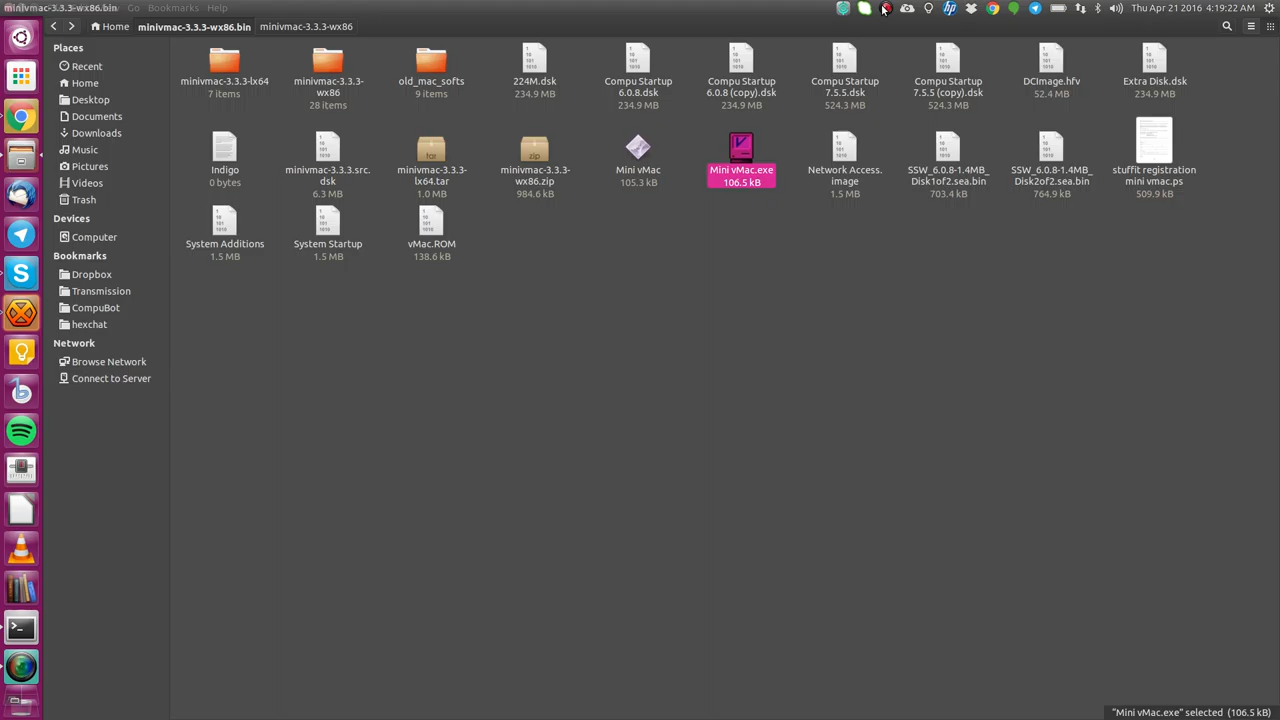 minivmac-3.3.3-wx86.bin Go Bookmarks Help
Thu Apr 21 2016 4:19:22 AM
Home minivmac-3.3.3-wx86.bin minivmac-3.3.3-wx86
Places
Recent
Home
Desktop
Documents
Downloads
Music
Pictures
Videos
Trash
Devices
Computer
Bookmarks
Dropbox
Transmission
CompuBot
hexchat
Network
Browse Network
Connect to Server
minivmac-3.3.3-lx64
7 items
minivmac-3.3.3-
wx86
28 items
old_mac_softs
9 items
224M.dsk
234.9 MB
Compu Startup
6.0.8.dsk
234.9 MB
Compu Startup
6.0.8 (copy).dsk
234.9 MB
Compu Startup
7.5.5.dsk
524.3 MB
Compu Startup
7.5.5 (copy).dsk
524.3 MB
DCImage.hfv
52.4 MB
Extra Disk.dsk
234.9 MB
Indigo
0 bytes
minivmac-3.3.3.src.
dsk
6.3 MB
tar
minivmac-3.3.3-
lx64.tar
1.0 MB
zip
minivmac-3.3.3-
wx86.zip
984.6 kB
Mini vMac
105.3 kB
Mini vMac.exe
106.5 kB
Network Access.
image
1.5 MB
SSW_6.0.8-1.4MB_
Disk1of2.sea.bin
703.4 kB
SSW_6.0.8-1.4MB_
Disk2of2.sea.bin
764.9 kB
stuffit registration
mini vmac.ps
509.9 kB
System Additions
1.5 MB
System Startup
1.5 MB
vMac.ROM
138.6 kB
"Mini vMac.exe" selected (106.5 kB)